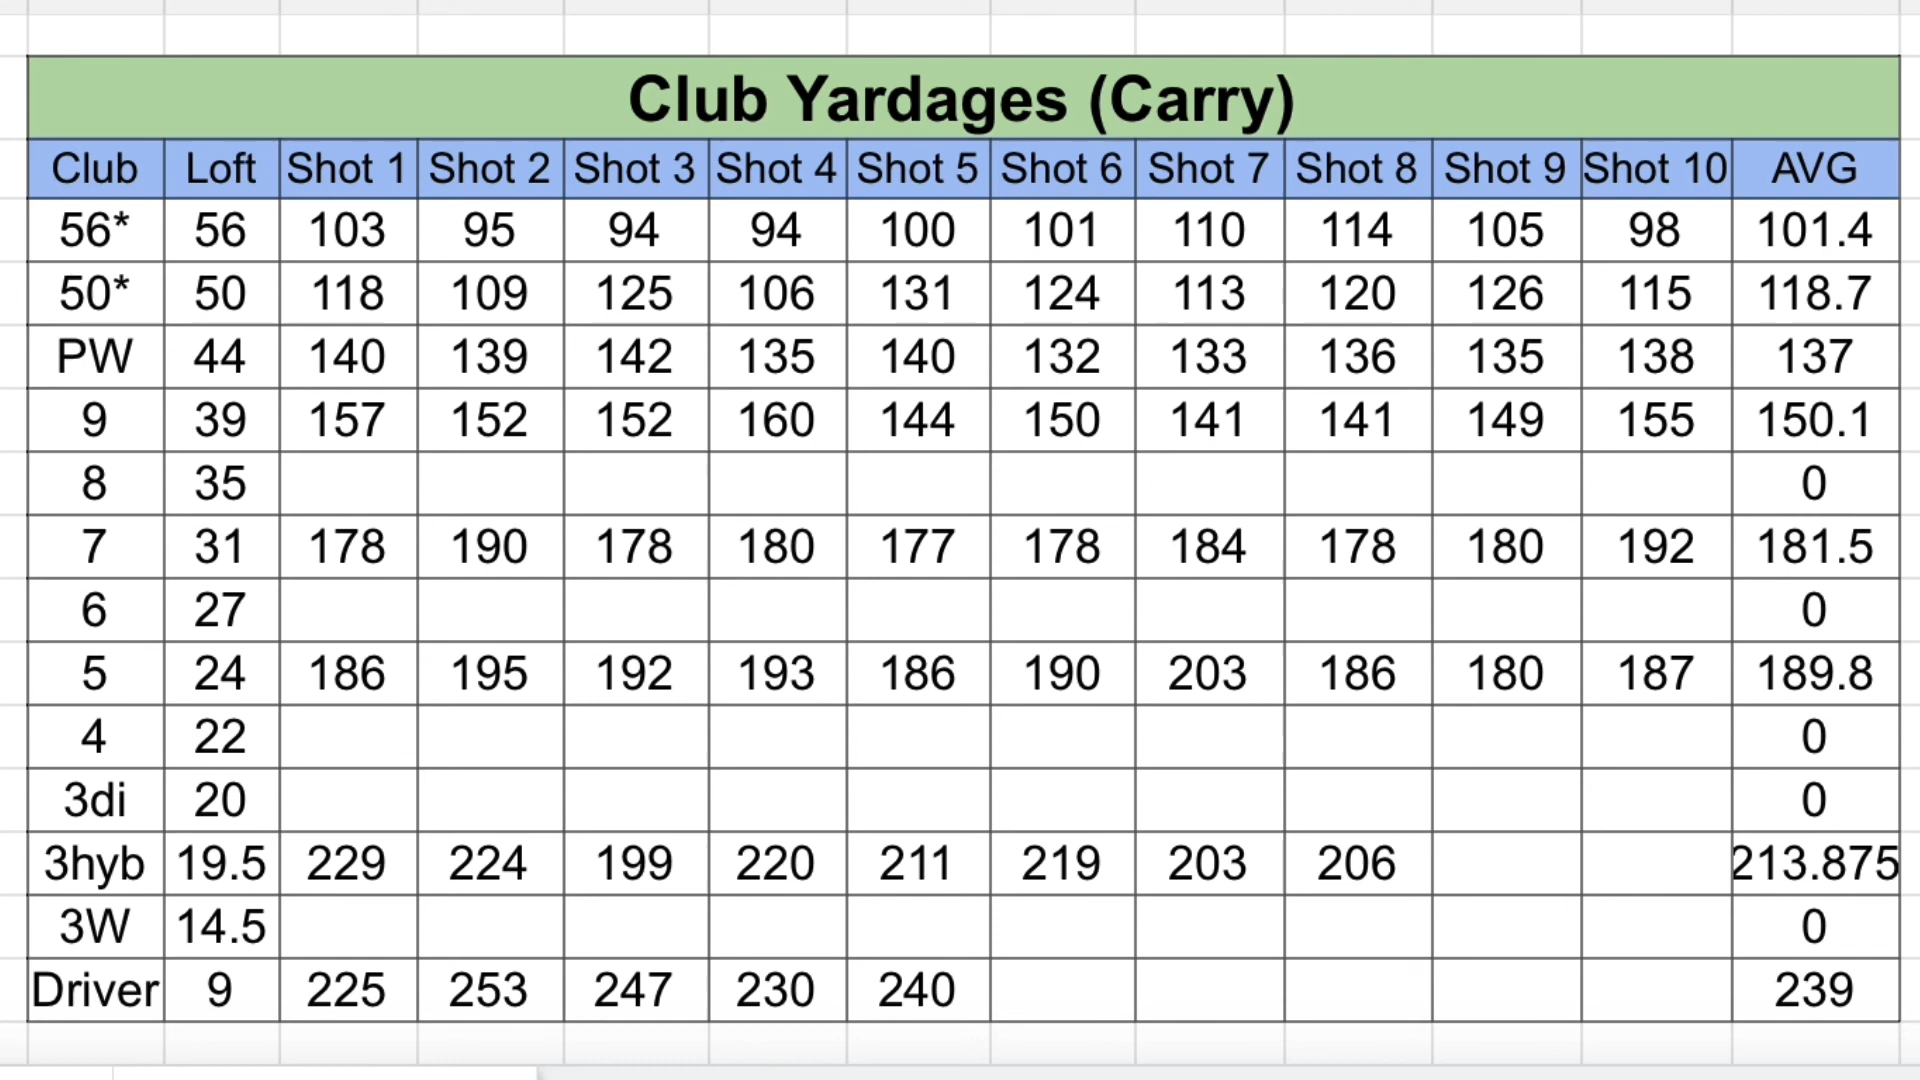 Club Yardages (Carry)
Club Loft Shot 1 Shot 2 Shot 3 Shot 4 Shot 5 Shot 6 Shot 7 Shot 8 Shot 9 Shot 10 AVG
56* 56 103 95 94 94 100 101 110 114 105 98 101.4
50* 50 118 109 125 106 131 124 113 120 126 115 118.7
PW 44 140 139 142 135 140 132 133 136 135 138 137
9 39 157 152 152 160 144 150 141 141 149 155 150.1
8 35 0
7 31 178 190 178 180 177 178 184 178 180 192 181.5
6 27 0
5 24 186 195 192 193 186 190 203 186 180 187 189.8
4 22 0
3di 20 0
3hyb 19.5 229 224 199 220 211 219 203 206 213.875
3W 14.5 0
Driver 9 225 253 247 230 240 239